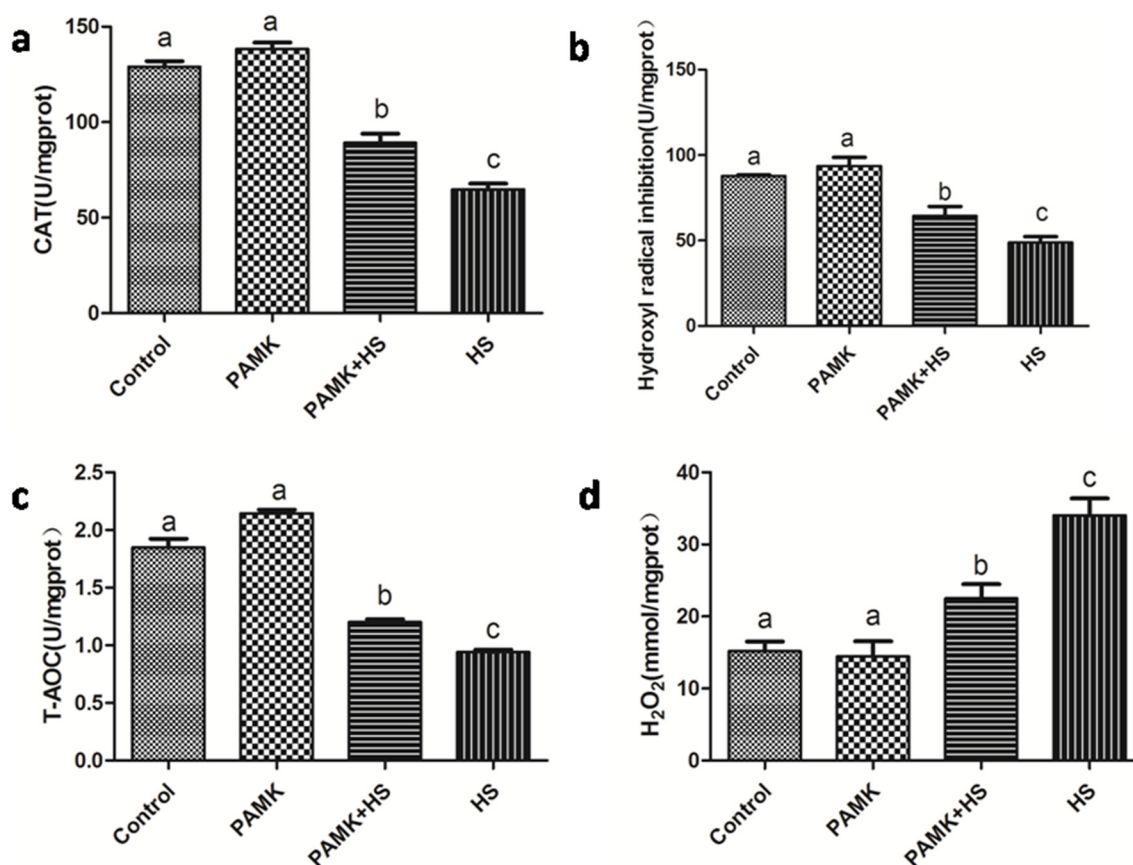 a
CAT(U/mgprot)
150
100
50
0
a
a
b
c
Control
PAMK
PAMK+HS
HS
b
Hydroxyl radical inhibition(U/mgprot)
150
100
50
0
a
a
b
c
Control
PAMK
PAMK+HS
HS
c
T-AOC(U/mgprot)
2.5
2.0
1.5
1.0
0.5
0.0
a
a
b
c
Control
PAMK
PAMK+HS
HS
d
H₂O₂(mmol/mgprot)
40
30
20
10
0
a
a
b
c
Control
PAMK
PAMK+HS
HS